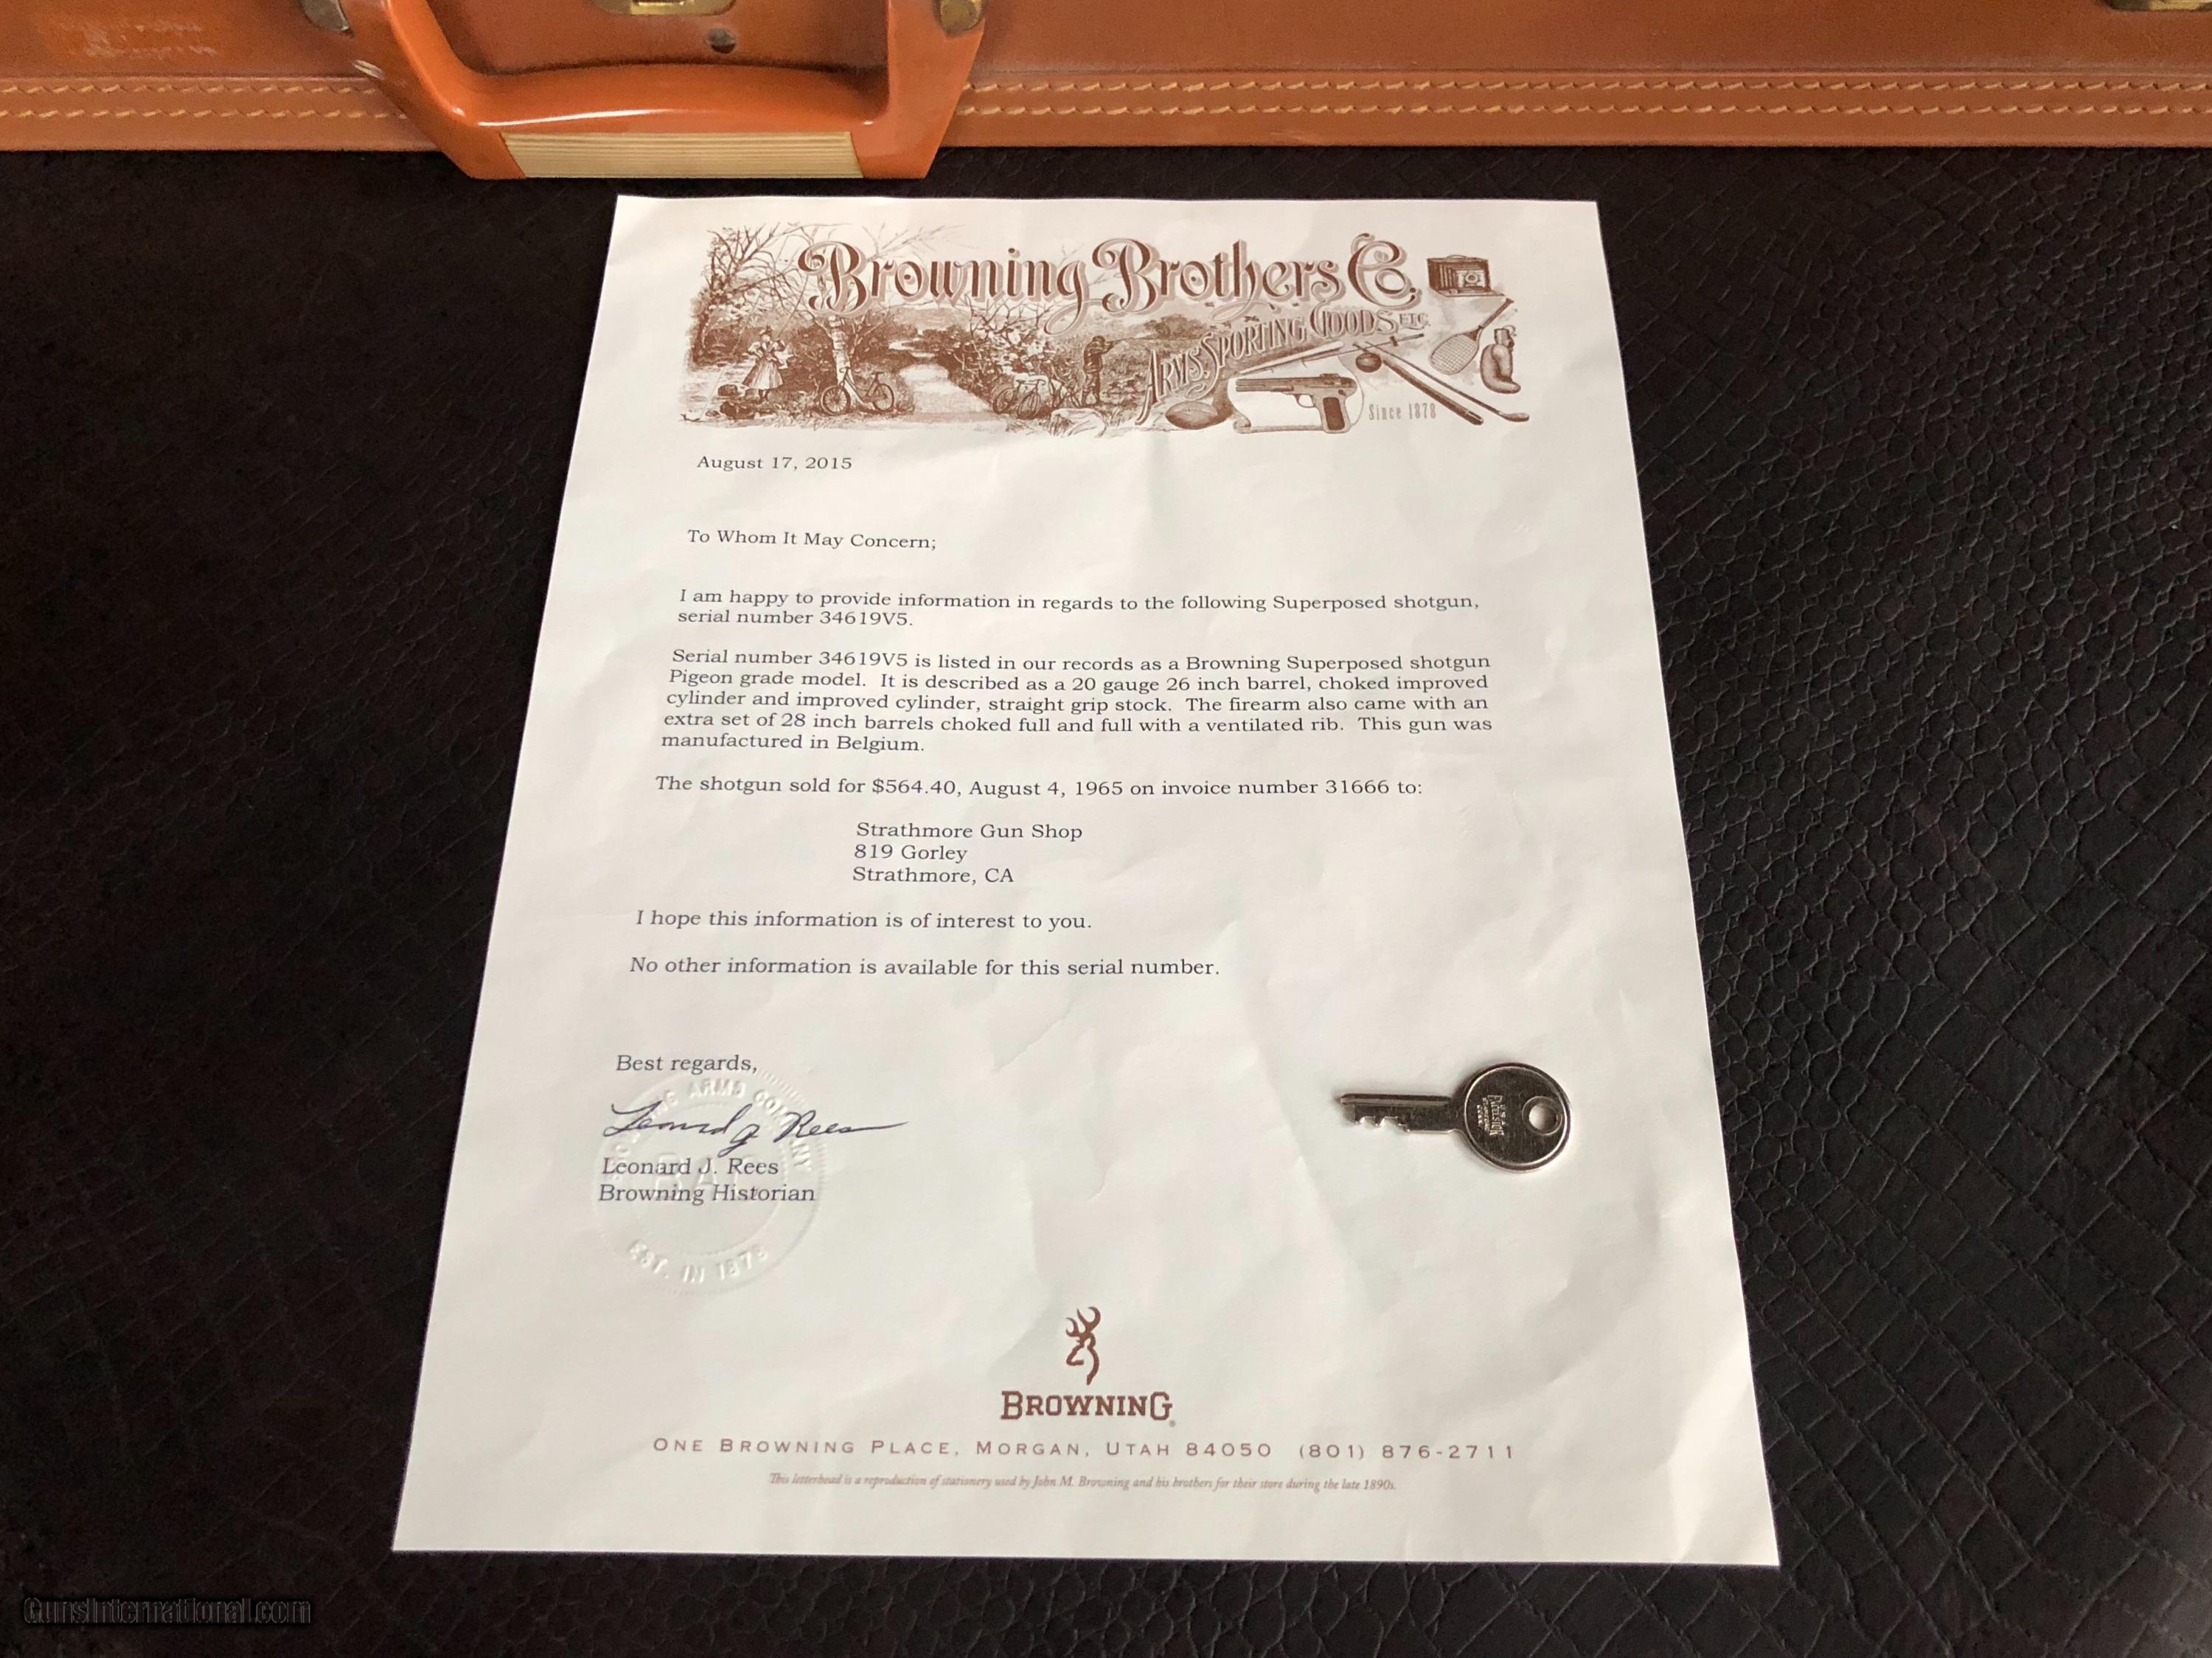 Browning Brothers Co.
Arms, Sporting Goods Etc.
Since 1878
August 17, 2015
To Whom It May Concern;
I am happy to provide information in regards to the following Superposed shotgun,
serial number 34619V5.
Serial number 34619V5 is listed in our records as a Browning Superposed shotgun
Pigeon grade model. It is described as a 20 gauge 26 inch barrel, choked improved
cylinder and improved cylinder, straight grip stock. The firearm also came with an
extra set of 28 inch barrels choked full and full with a ventilated rib. This gun was
manufactured in Belgium.
The shotgun sold for $564.40, August 4, 1965 on invoice number 31666 to:
Strathmore Gun Shop
819 Gorley
Strathmore, CA
I hope this information is of interest to you.
No other information is available for this serial number.
Best regards,
Leonard J Rees
Leonard J. Rees
Browning Historian
ARMS COMPANY
EST. IN 1878
BROWNING
ONE BROWNING PLACE, MORGAN, UTAH 84050 (801) 876-2711
This letterhead is a reproduction of stationery used by John M. Browning and his brothers for their store during the late 1890s.
EXCELSIOR
GunsInternational.com